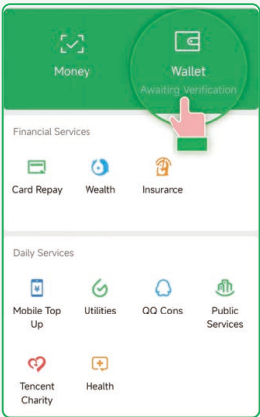 Money
Wallet
Awaiting Verification
Financial Services
Card Repay
Wealth
Insurance
Daily Services
Mobile Top
Up
Utilities
QQ Cons
Public
Services
Tencent
Charity
Health